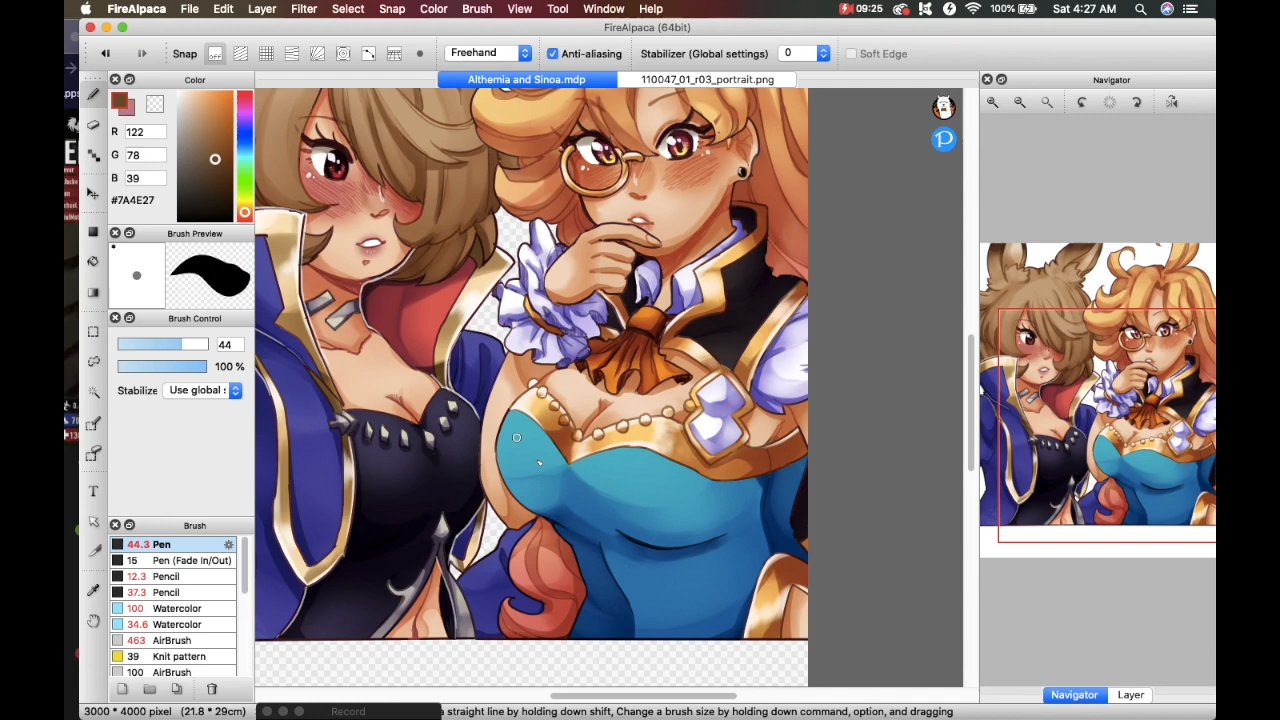 FireAlpaca File Edit Layer Filter Select Snap Color Brush View Tool Window Help 09:25 100% Sat 4:27 AM
FireAlpaca (64bit)
Snap OFF Freehand Anti-aliasing Stabilizer (Global settings) 0 Soft Edge
Color
Althemia and Sinoa.mdp
110047_01_r03_portrait.png
Navigator
R 122
G 78
B 39
#7A4E27
Brush Preview
Brush Control
44
100 %
Stabilize Use global
Brush
44.3 Pen
15 Pen (Fade In/Out)
12.3 Pencil
37.3 Pencil
100 Watercolor
34.6 Watercolor
463 AirBrush
39 Knit pattern
100 AirBrush
Navigator Layer
3000 * 4000 pixel (21.8 * 29cm) Record a straight line by holding down shift, Change a brush size by holding down command, option, and dragging